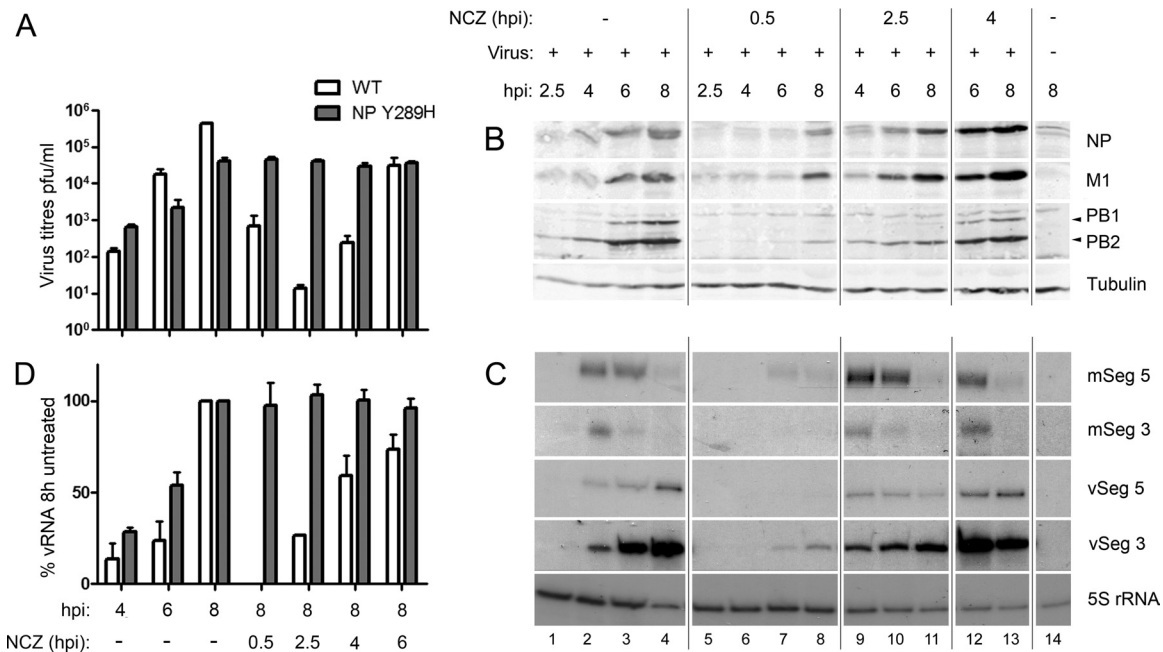 A
WT
NP Y289H
Virus titres pfu/ml
10⁶
10⁵
10⁴
10³
10²
10¹
10⁰
NCZ (hpi): - 0.5 2.5 4 -
Virus: + + + + + + + + + + + + + -
hpi: 2.5 4 6 8 2.5 4 6 8 4 6 8 6 8 8
B
NP
M1
PB1
PB2
Tubulin
D
% vRNA 8h untreated
100
50
0
hpi: 4 6 8 8 8 8 8
NCZ (hpi): - - - 0.5 2.5 4 6
C
mSeg 5
mSeg 3
vSeg 5
vSeg 3
5S rRNA
1 2 3 4 5 6 7 8 9 10 11 12 13 14